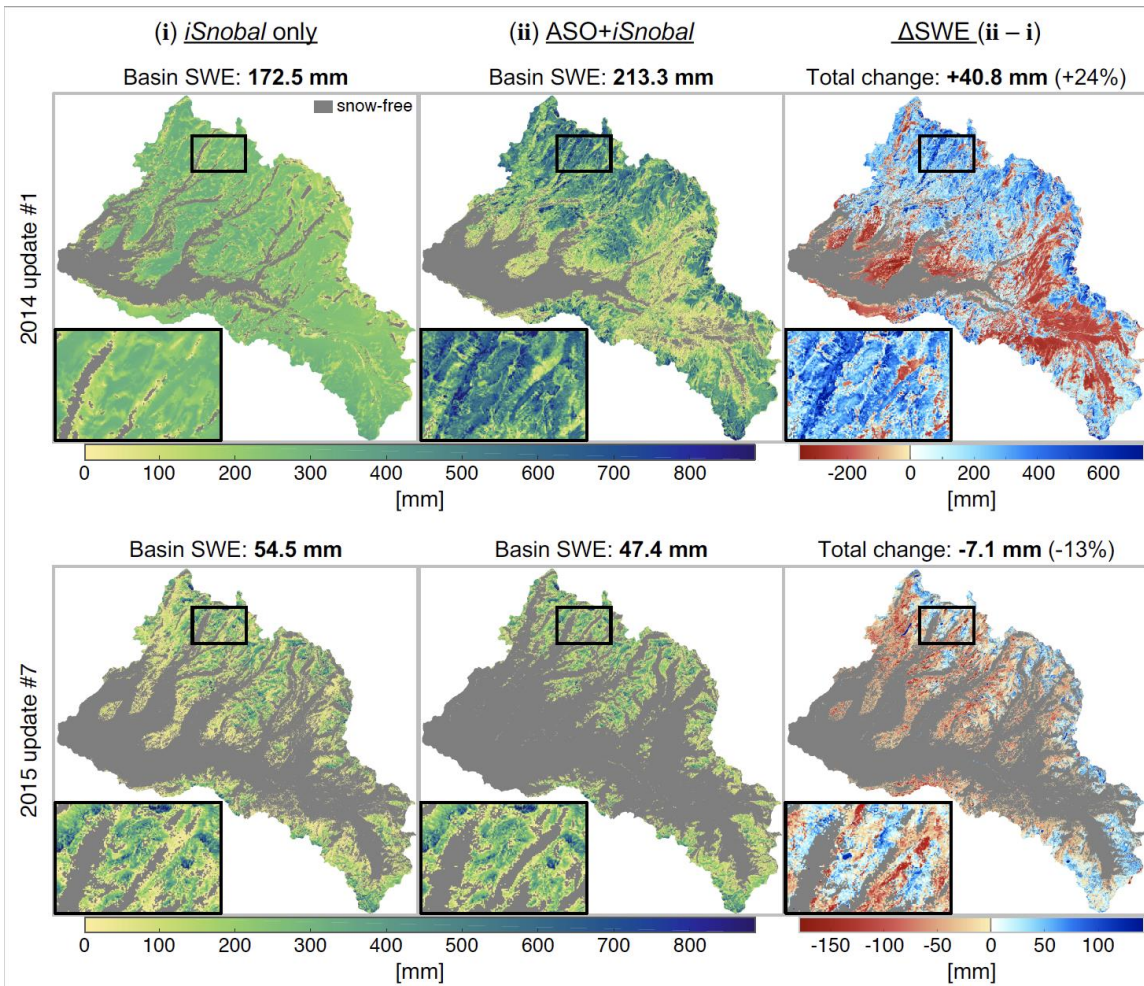 (i) iSnobal only
(ii) ASO+iSnobal
ΔSWE (ii – i)
Basin SWE: 172.5 mm
Basin SWE: 213.3 mm
Total change: +40.8 mm (+24%)
snow-free
2014 update #1
0 100 200 300 400 500 600 700 800
[mm]
-200 0 200 400 600
[mm]
Basin SWE: 54.5 mm
Basin SWE: 47.4 mm
Total change: -7.1 mm (-13%)
2015 update #7
0 100 200 300 400 500 600 700 800
[mm]
-150 -100 -50 0 50 100
[mm]